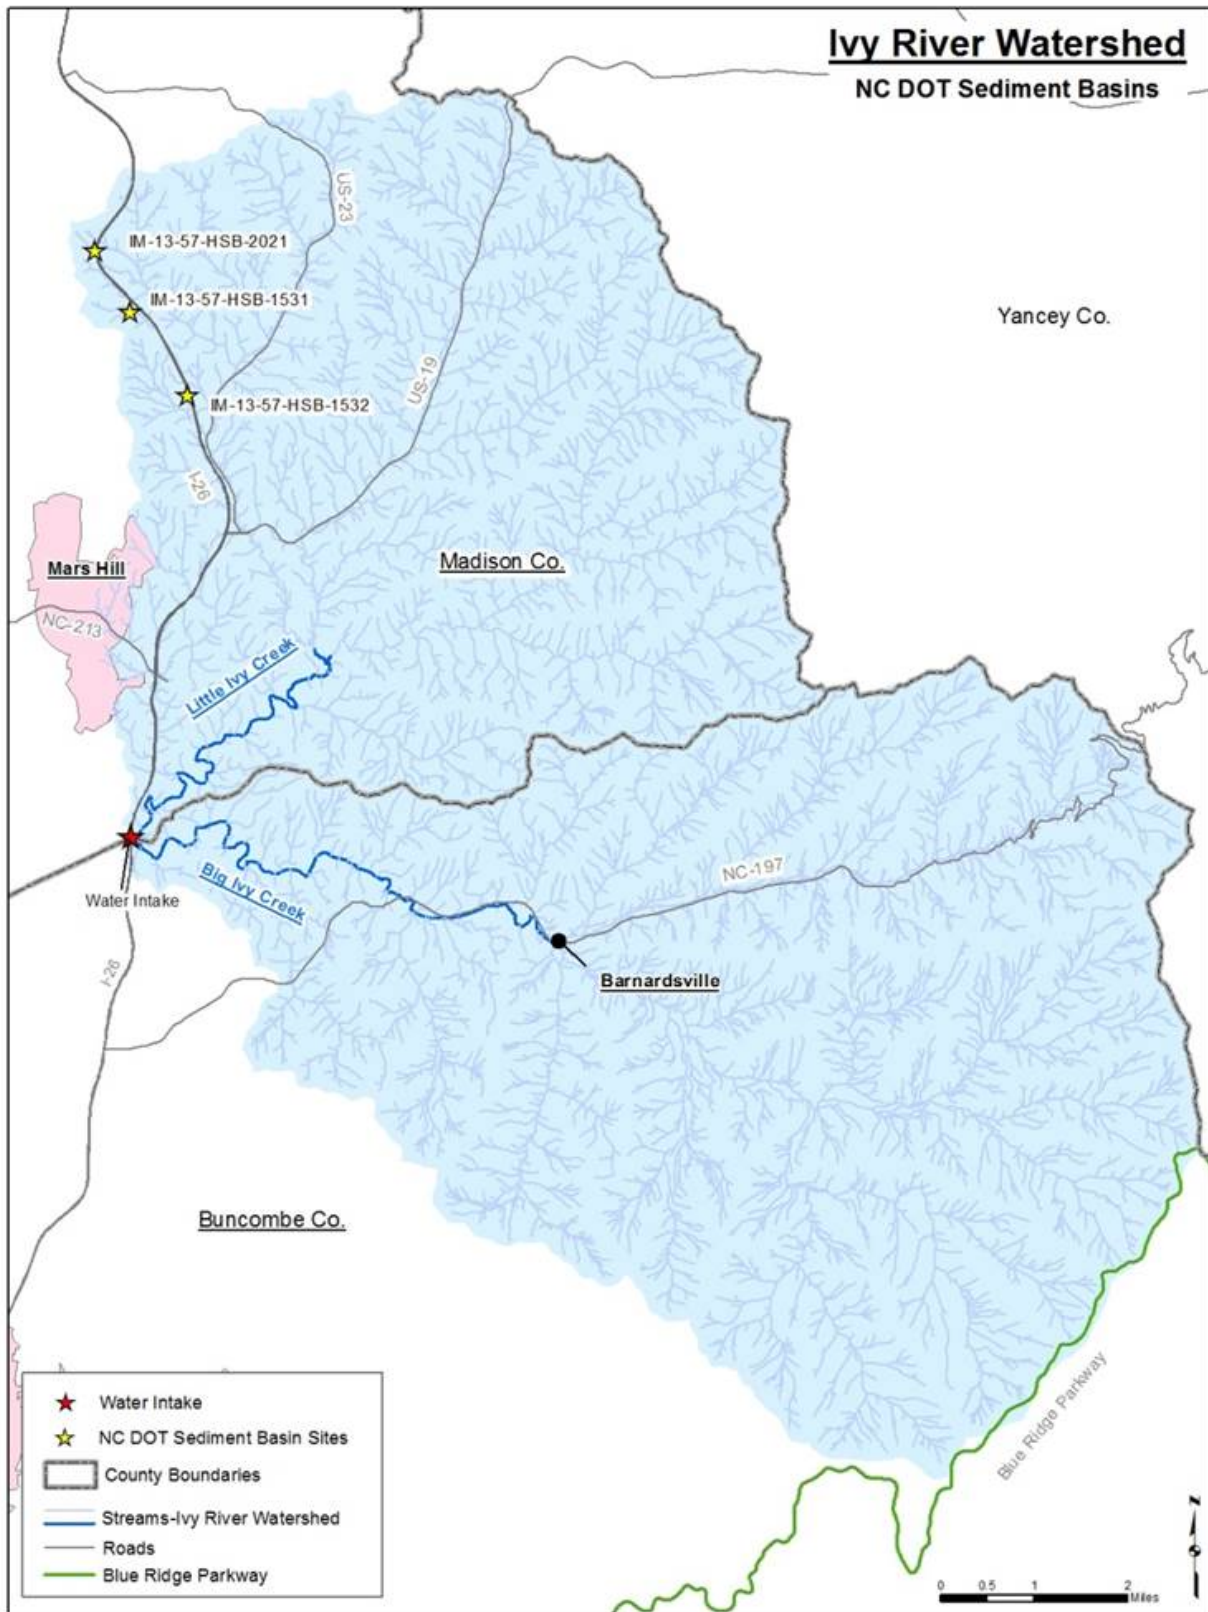 Ivy River Watershed
NC DOT Sediment Basins
US-23
IM-13-57-HSB-2021
IM-13-57-HSB-1531
Yancey Co.
US-19
IM-13-57-HSB-1532
I-26
Madison Co.
Mars Hill
NC-213
Little Ivy Creek
Big Ivy Creek
NC-197
Water Intake
I-26
Barnardsville
Buncombe Co.
Blue Ridge Parkway
Water Intake
NC DOT Sediment Basin Sites
County Boundaries
Streams-Ivy River Watershed
Roads
Blue Ridge Parkway
N
0 0.5 1 2
Miles